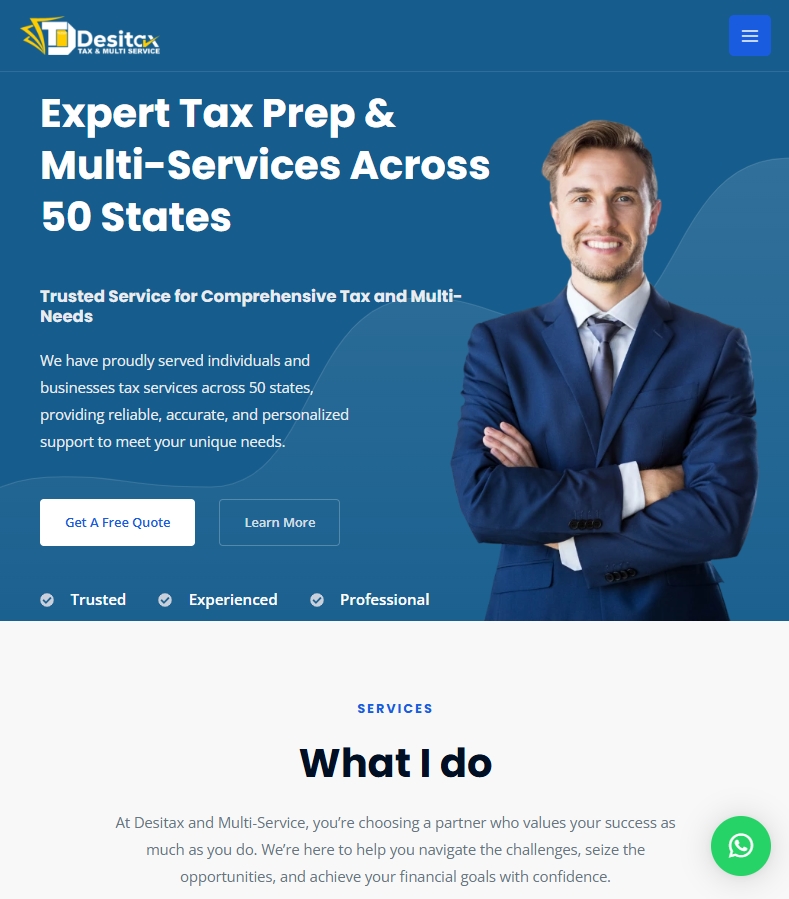 Desitax
TAX & MULTI SERVICE
Expert Tax Prep &
Multi-Services Across
50 States
Trusted Service for Comprehensive Tax and Multi-
Needs
We have proudly served individuals and
businesses tax services across 50 states,
providing reliable, accurate, and personalized
support to meet your unique needs.
Get A Free Quote
Learn More
Trusted
Experienced
Professional
SERVICES
What I do
At Desitax and Multi-Service, you’re choosing a partner who values your success as
much as you do. We’re here to help you navigate the challenges, seize the
opportunities, and achieve your financial goals with confidence.